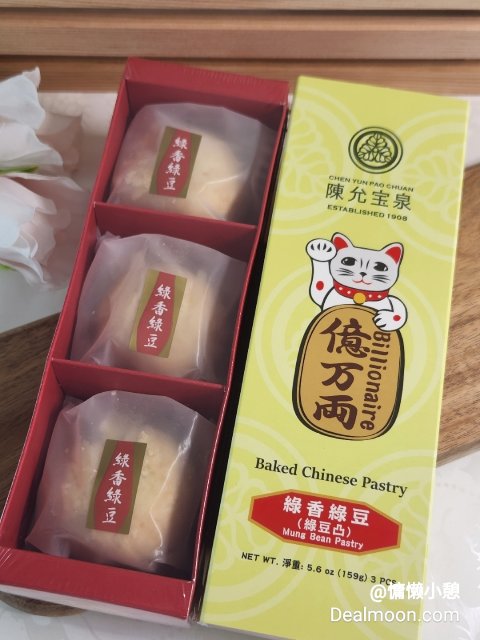 綠香綠豆
綠香綠豆
綠香綠豆
CHEN YUN PAO CHUAN
陳允宝泉
ESTABLISHED 1908
億万両
Billionaire
Baked Chinese Pastry
綠香綠豆
(綠豆凸)
Mung Bean Pastry
NET WT. 淨重: 5.6 oz (159g) 3 PCS
@慵懶小憩
Dealmoon.com